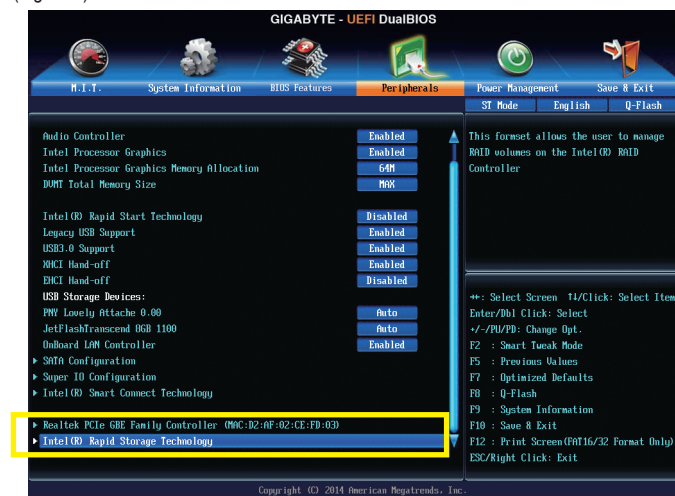 GIGABYTE - UEFI DualBIOS
M.I.T. System Information BIOS Features Peripherals Power Management Save & Exit
ST Mode English Q-Flash
Audio Controller Enabled
Intel Processor Graphics Enabled
Intel Processor Graphics Memory Allocation 64M
DVMT Total Memory Size MAX
Intel(R) Rapid Start Technology Disabled
Legacy USB Support Enabled
USB3.0 Support Enabled
XHCI Hand-off Enabled
EHCI Hand-off Disabled
USB Storage Devices:
PNY Lovely Attache 0.00 Auto
JetFlashTranscend 8GB 1100 Auto
OnBoard LAN Controller Enabled
SATA Configuration
Super IO Configuration
Intel(R) Smart Connect Technology
Realtek PCIe GBE Family Controller (MAC:D2:AF:02:CE:FD:03)
Intel(R) Rapid Storage Technology
This formset allows the user to manage
RAID volumes on the Intel(R) RAID
Controller
↔: Select Screen ↑↓/Click: Select Item
Enter/Dbl Click: Select
+/-/PU/PD: Change Opt.
F2 : Smart Tweak Mode
F5 : Previous Values
F7 : Optimized Defaults
F8 : Q-Flash
F9 : System Information
F10 : Save & Exit
F12 : Print Screen(FAT16/32 Format Only)
ESC/Right Click: Exit
Copyright (C) 2014 American Megatrends, Inc.